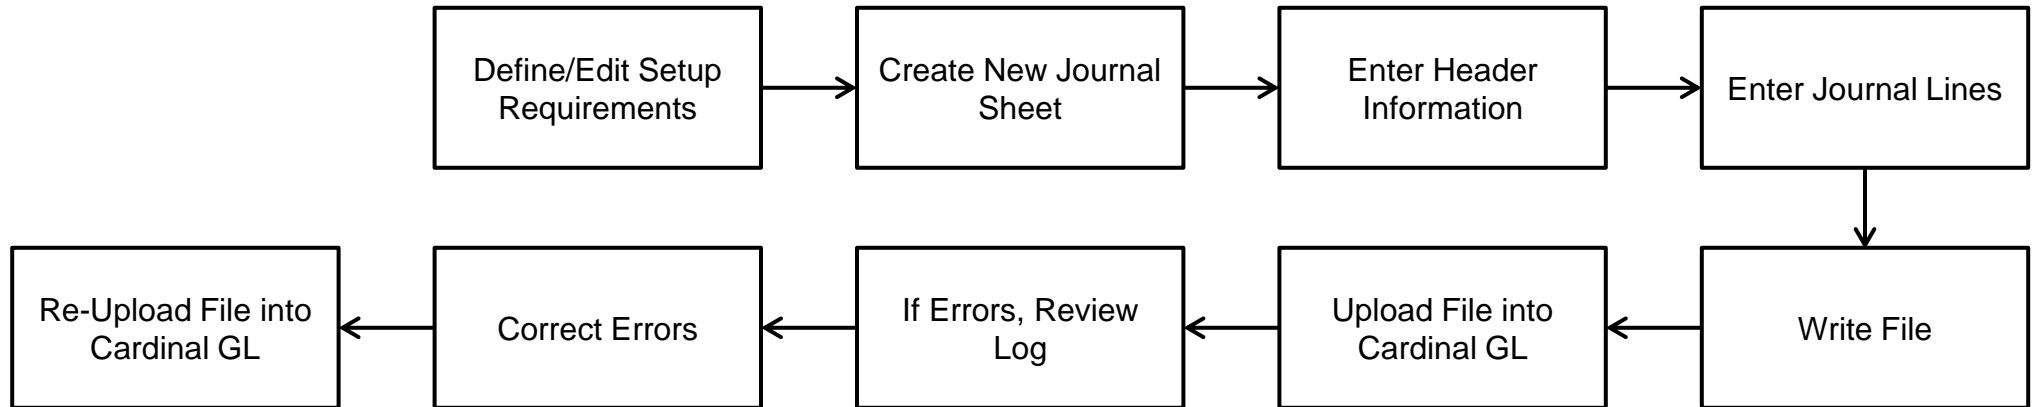 Define/Edit Setup
Requirements
Create New Journal
Sheet
Enter Header
Information
Enter Journal Lines
Write File
Upload File into
Cardinal GL
If Errors, Review
Log
Correct Errors
Re-Upload File into
Cardinal GL